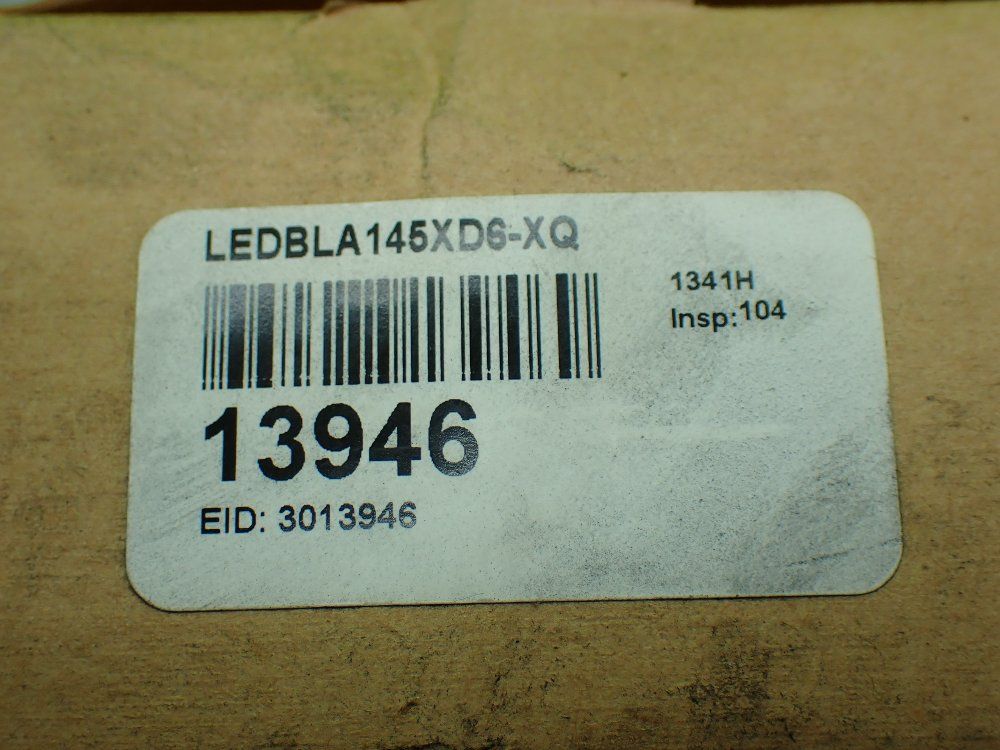 LEDBLA145XD6-XQ
1341H
Insp:104
13946
EID: 3013946